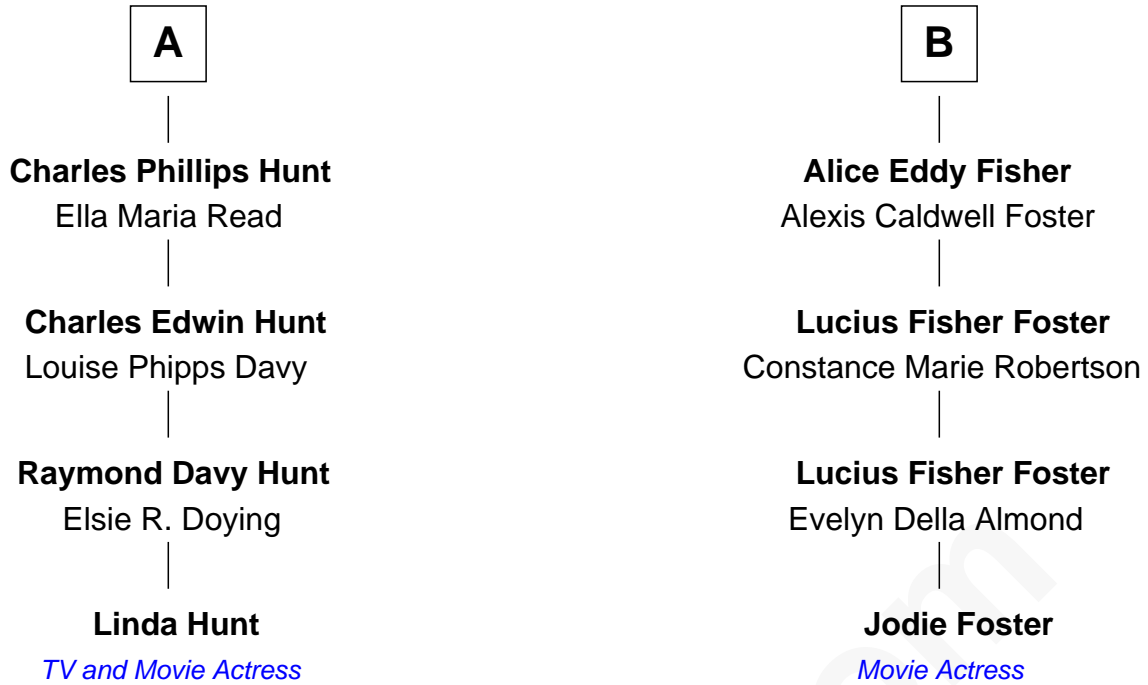 A
Charles Phillips Hunt
Ella Maria Read
Charles Edwin Hunt
Louise Phipps Davy
Raymond Davy Hunt
Elsie R. Doying
Linda Hunt
TV and Movie Actress
B
Alice Eddy Fisher
Alexis Caldwell Foster
Lucius Fisher Foster
Constance Marie Robertson
Lucius Fisher Foster
Evelyn Della Almond
Jodie Foster
Movie Actress